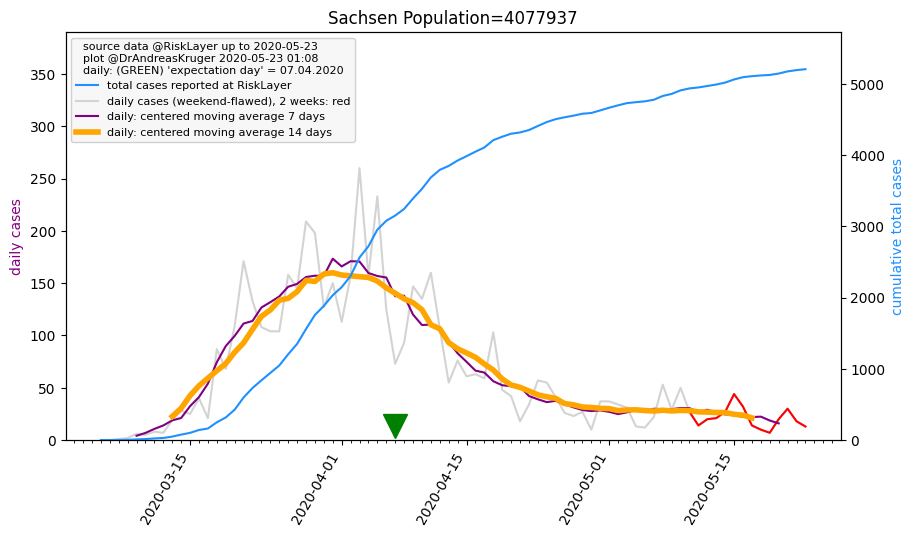 Sachsen Population=4077937
source data @RiskLayer up to 2020-05-23
plot @DrAndreasKruger 2020-05-23 01:08
daily: (GREEN) 'expectation day' = 07.04.2020
total cases reported at RiskLayer
daily cases (weekend-flawed), 2 weeks: red
daily: centered moving average 7 days
daily: centered moving average 14 days
daily cases
350
300
250
200
150
100
50
0
cumulative total cases
5000
4000
3000
2000
1000
0
2020-03-15
2020-04-01
2020-04-15
2020-05-01
2020-05-15